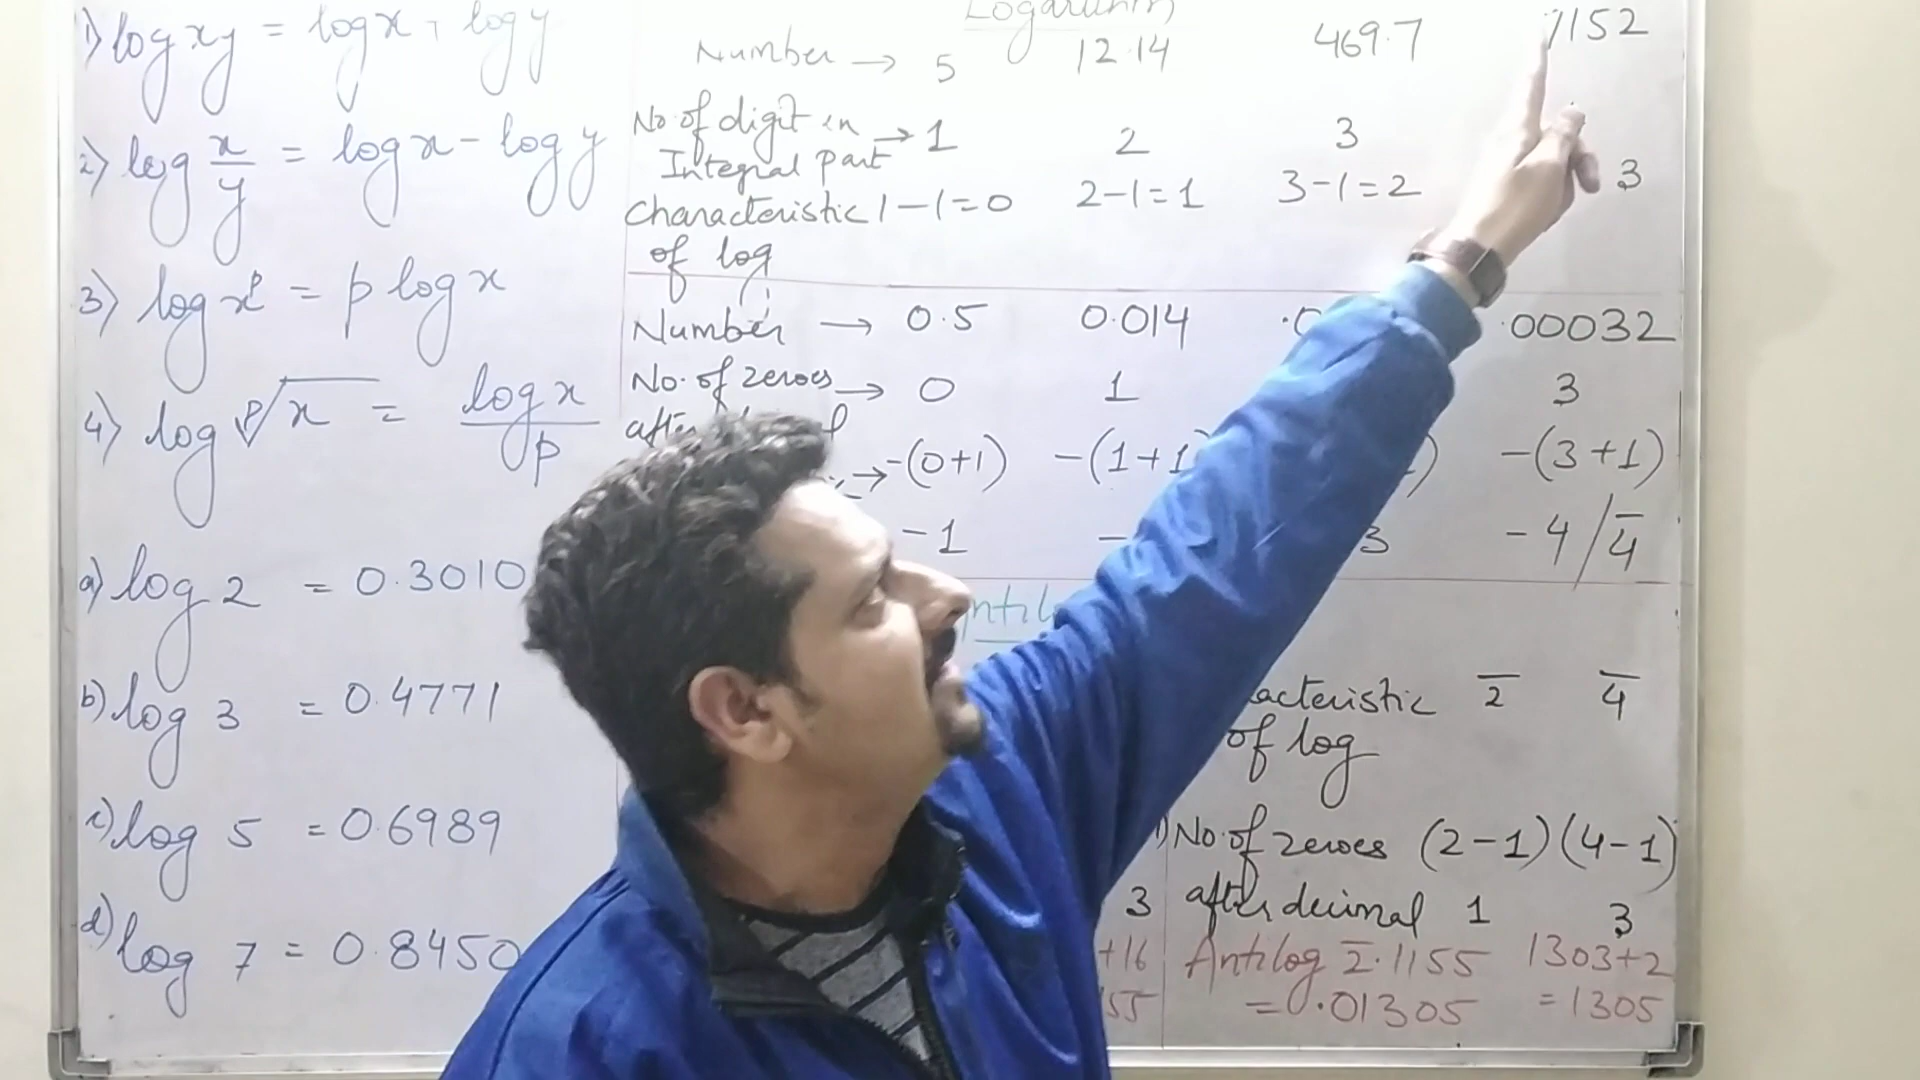 1) log xy = log x + log y
2) log x/y = log x - log y
3) log xᵖ = p log x
4) log ᵖ√x = log x / p
a) log 2 = 0.3010
b) log 3 = 0.4771
c) log 5 = 0.6989
d) log 7 = 0.8450
Logarithm
Number → 5 12.14 469.7 7152
No. of digit in → 1 2 3
Integral part
Characteristic 1-1=0 2-1=1 3-1=2 3
of log
Number → 0.5 0.014 .00032
No. of zeroes → 0 1 3
→ -(0+1) -(1+1 -(3+1)
-1 3 -4/4̅
acteristic 2̅ 4̅
of log
No. of zeroes (2-1) (4-1)
3 after decimal 1 3
+16 Antilog 2̅.1155 1303+2
55 = .01305 = 1305